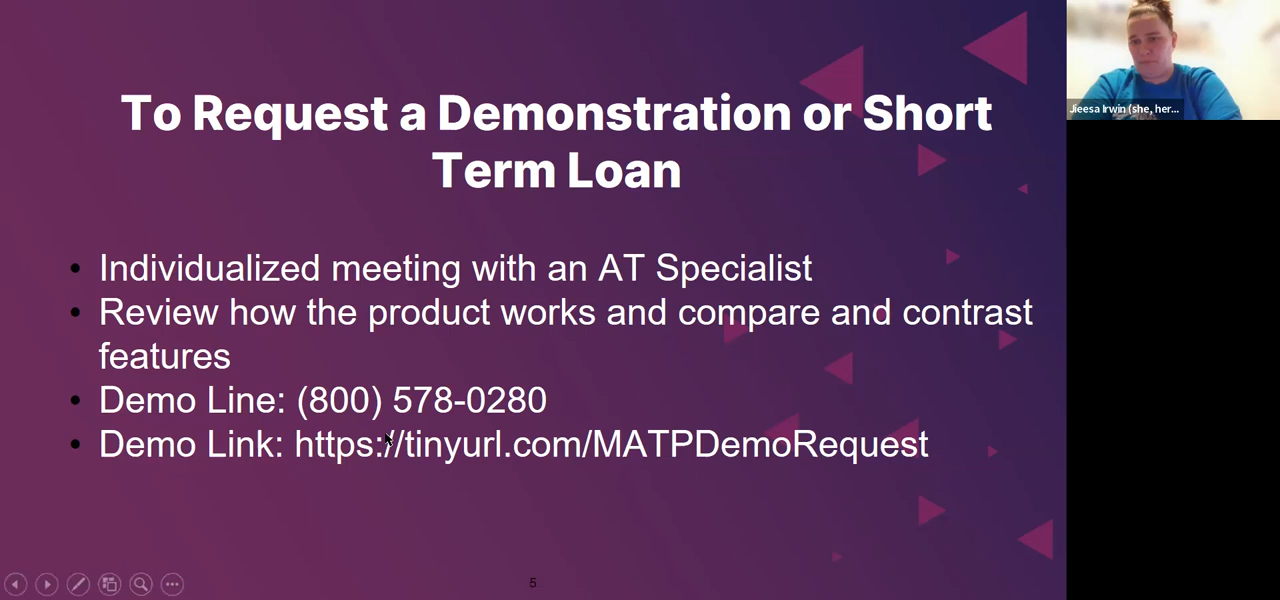 To Request a Demonstration or Short
Term Loan
• Individualized meeting with an AT Specialist
• Review how the product works and compare and contrast
features
• Demo Line: (800) 578-0280
• Demo Link: https://tinyurl.com/MATPDemoRequest
5
Jieesa Irwin (she, her...